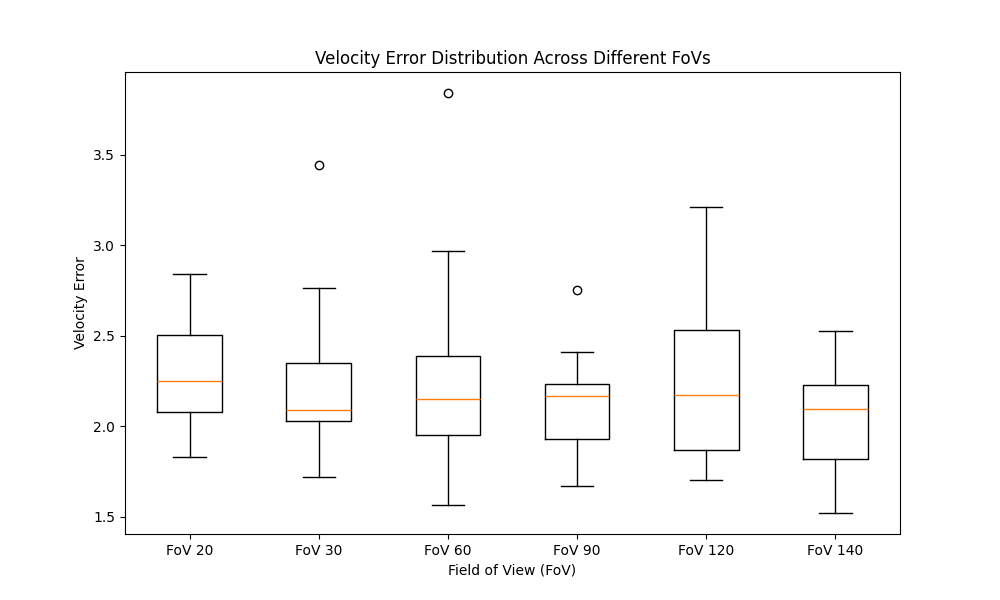 Velocity Error Distribution Across Different FoVs
Velocity Error
3.5
3.0
2.5
2.0
1.5
FoV 20
FoV 30
FoV 60
FoV 90
FoV 120
FoV 140
Field of View (FoV)